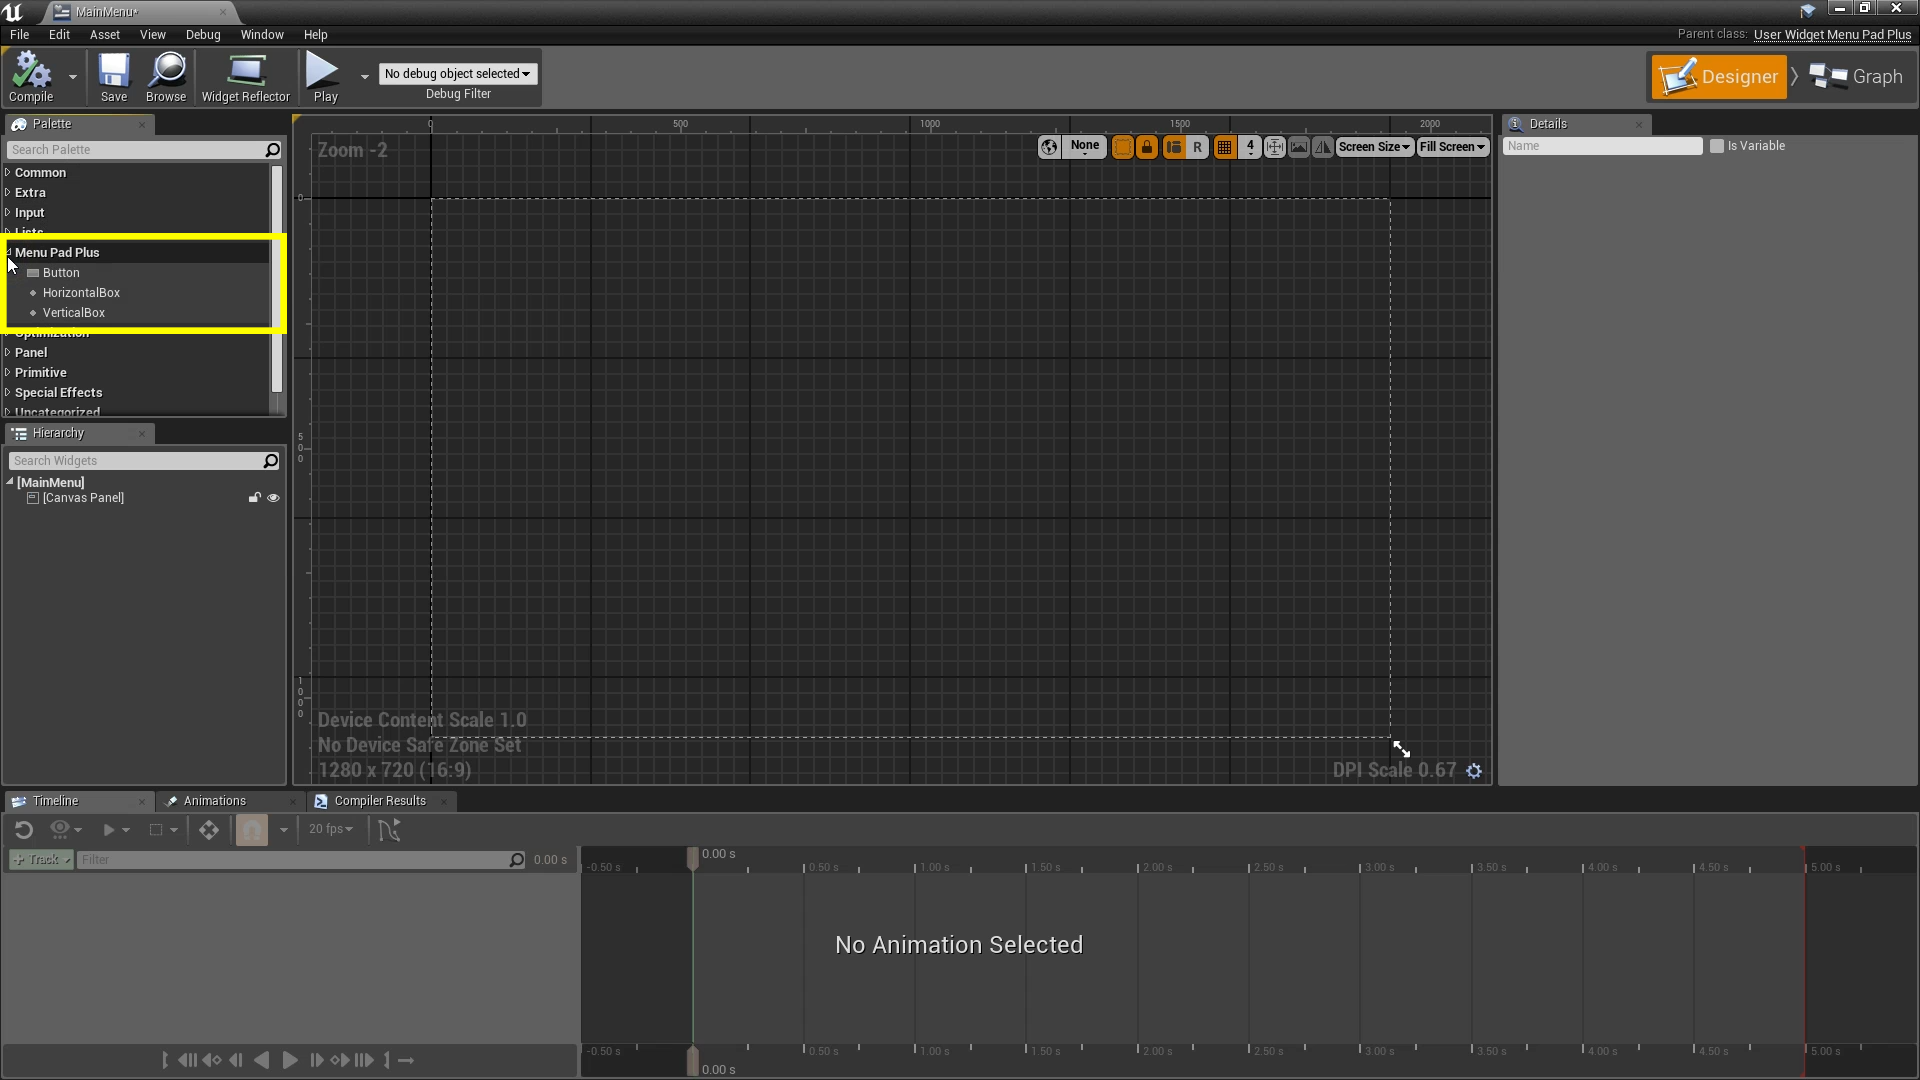 MainMenu*
File Edit Asset View Debug Window Help
Parent class: User Widget Menu Pad Plus
Compile Save Browse Widget Reflector Play
No debug object selected
Debug Filter
Designer Graph
Palette
Search Palette
Common
Extra
Input
Lists
Menu Pad Plus
Button
HorizontalBox
VerticalBox
Optimization
Panel
Primitive
Special Effects
Uncategorized
Hierarchy
Search Widgets
[MainMenu]
[Canvas Panel]
0 500 1000 1500 2000
Zoom -2
None R 4 Screen Size Fill Screen
0
500
1000
Device Content Scale 1.0
No Device Safe Zone Set
1280 x 720 (16:9)
DPI Scale 0.67
Details
Name Is Variable
Timeline Animations Compiler Results
20 fps
+ Track Filter 0.00 s
0.00 s
-0.50 s 0.50 s 1.00 s 1.50 s 2.00 s 2.50 s 3.00 s 3.50 s 4.00 s 4.50 s 5.00 s
No Animation Selected
-0.50 s 0.50 s 1.00 s 1.50 s 2.00 s 2.50 s 3.00 s 3.50 s 4.00 s 4.50 s 5.00 s
0.00 s